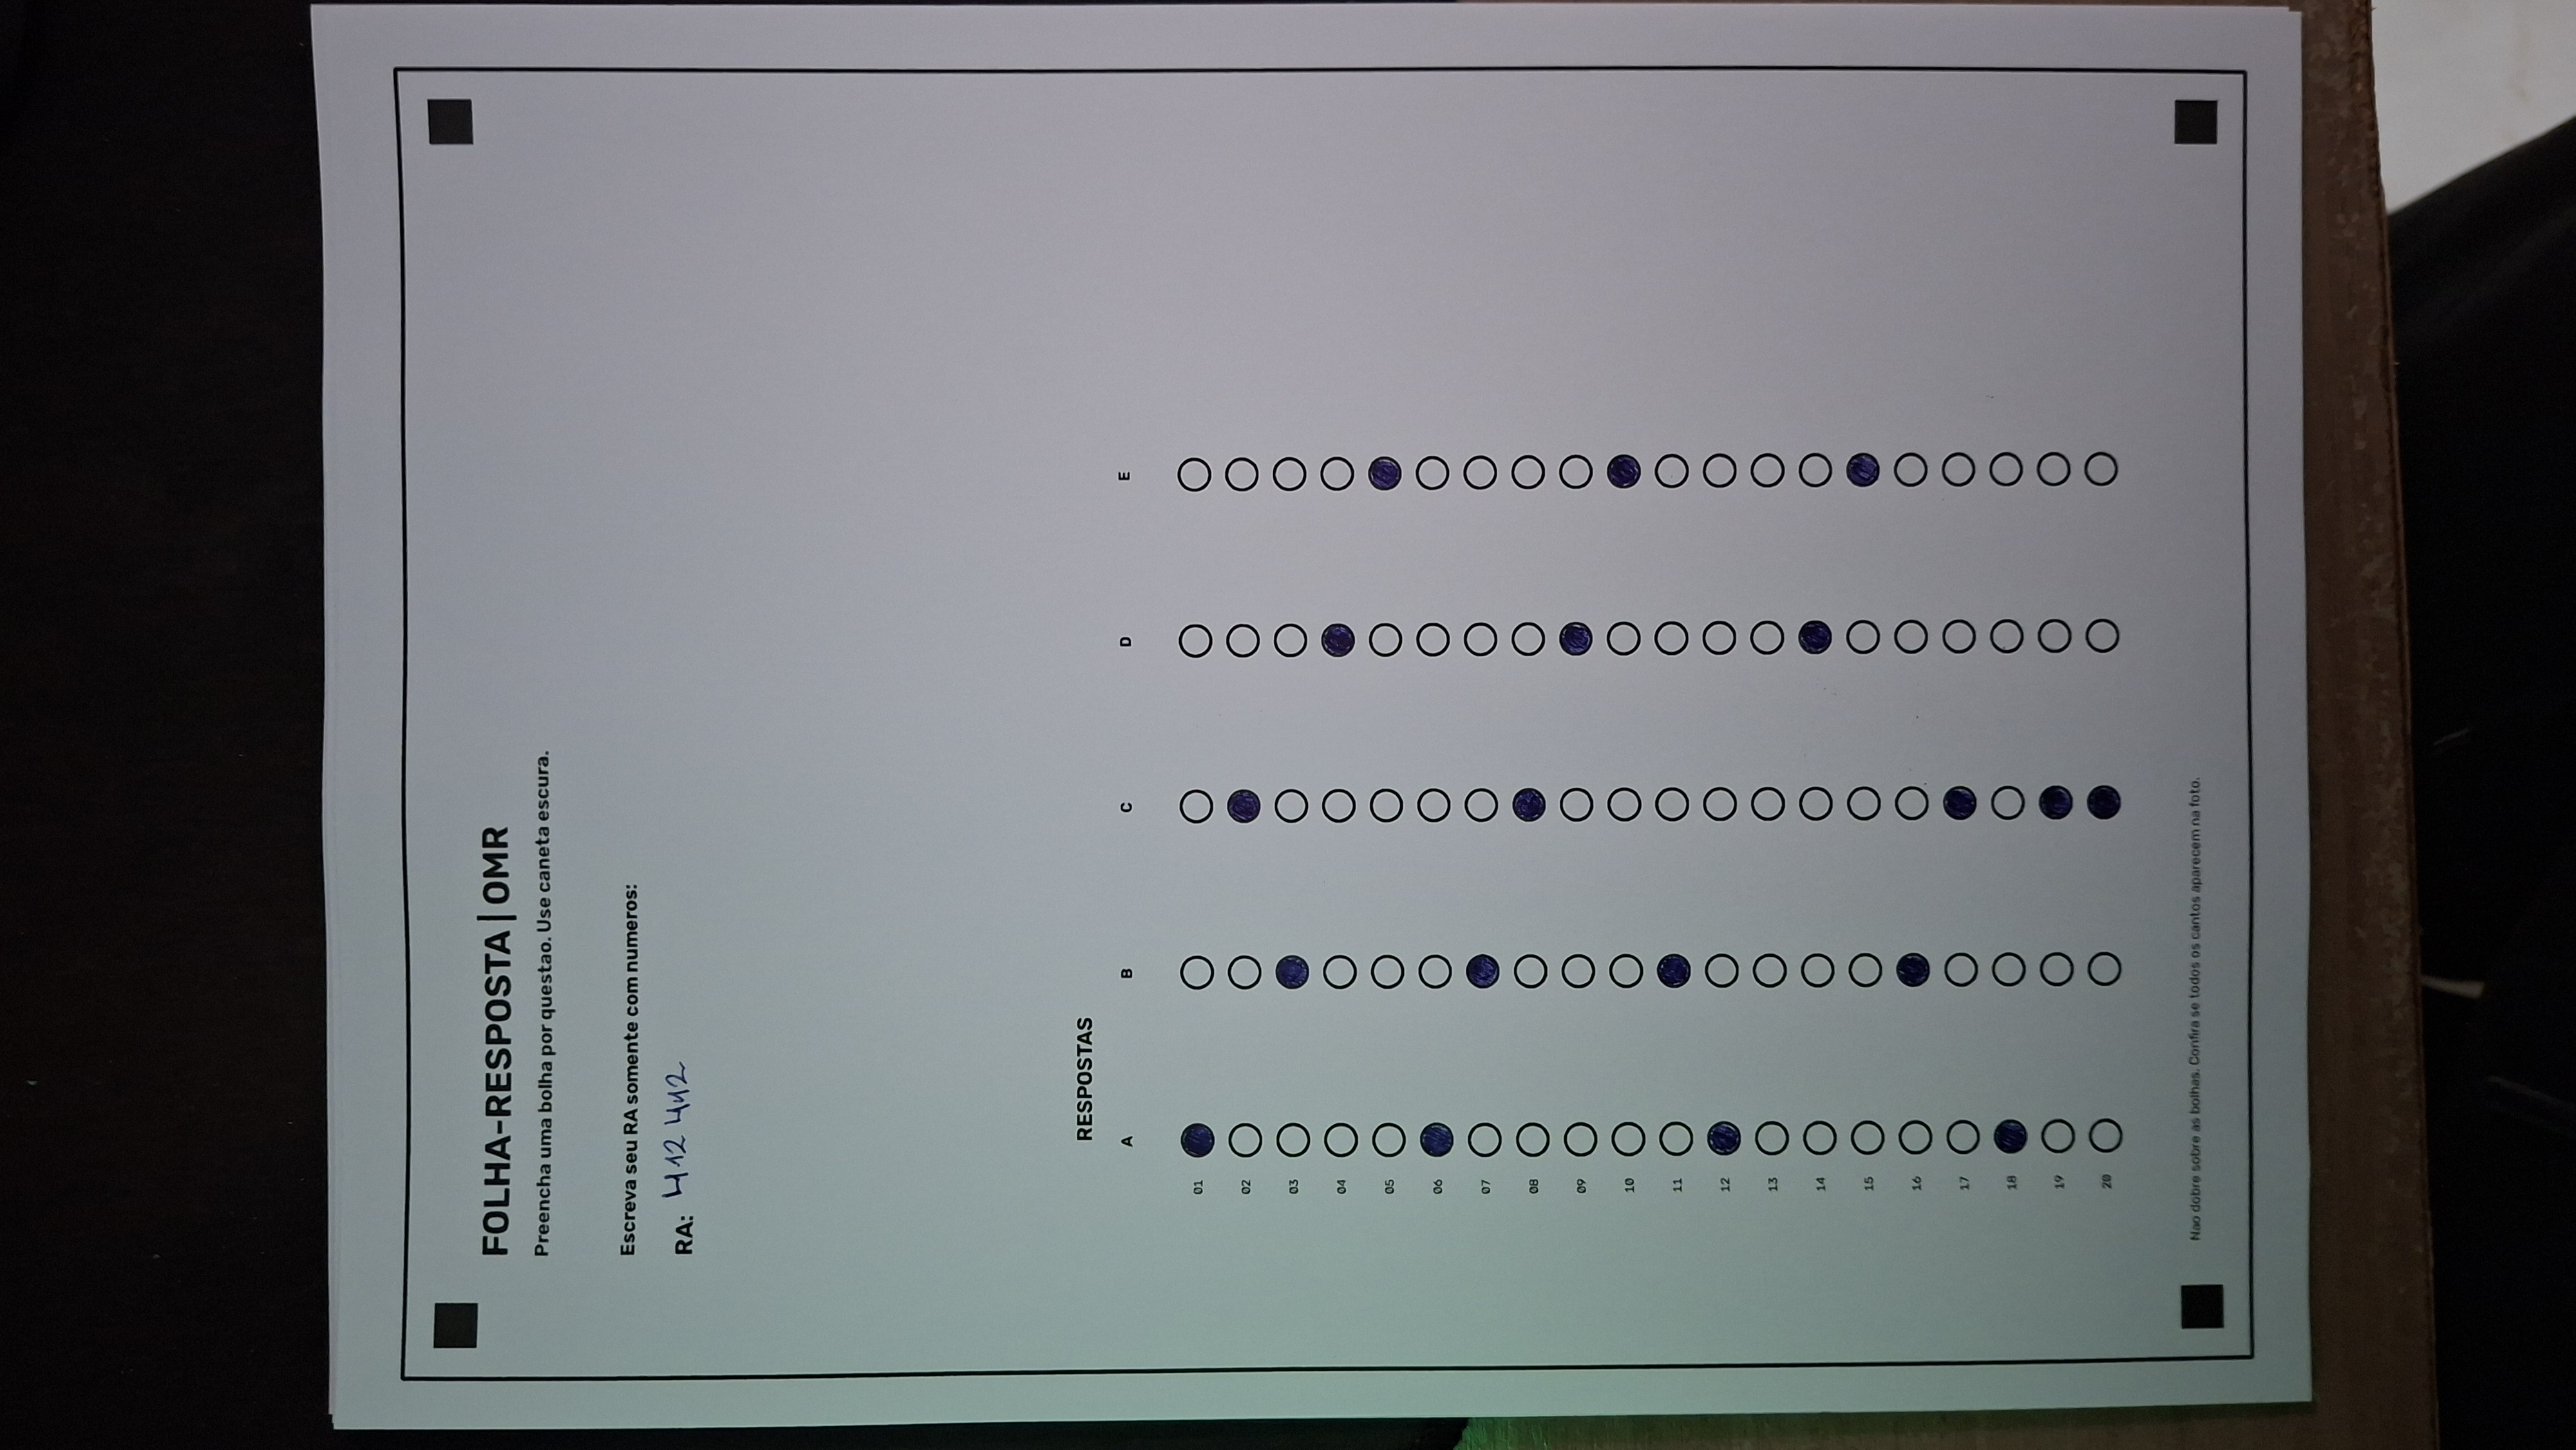 FOLHA-RESPOSTA | OMR
Preencha uma bolha por questao. Use caneta escura.
Escreva seu RA somente com numeros:
RA: 412 412
RESPOSTAS
A B C D E
01
02
03
04
05
06
07
08
09
10
11
12
13
14
15
16
17
18
19
20
Nao dobre sobre as bolhas. Confira se todos os cantos aparecem na foto.